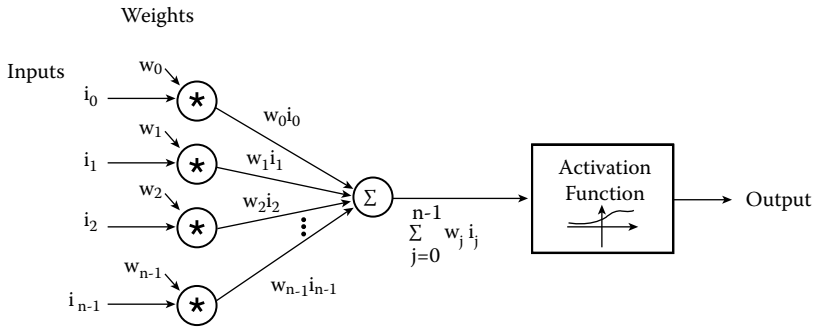 Weights
Inputs
w₀
i₀
*
w₀i₀
w₁
i₁
*
w₁i₁
w₂
i₂
*
w₂i₂
wₙ₋₁
iₙ₋₁
*
wₙ₋₁iₙ₋₁
Σ
n-1
Σ wⱼ iⱼ
j=0
Activation
Function
Output